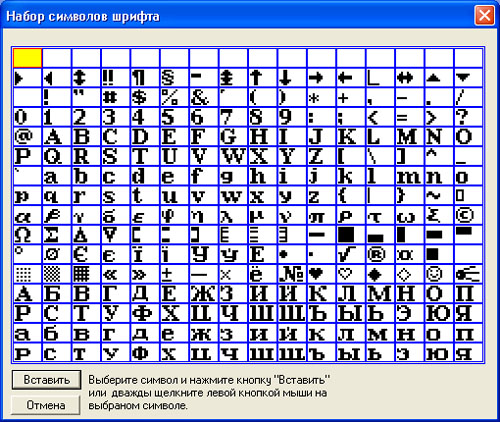 Набор символов шрифта
► ◄ ↕ ‼ ¶ § ▬ ↨ ↑ ↓ → ← ∟ ↔ ▲ ▼
! " # $ % & ' ( ) * + , - . /
0 1 2 3 4 5 6 7 8 9 : ; < = > ?
@ A B C D E F G H I J K L M N O
P Q R S T U V W X Y Z [ \ ] ^ _
` a b c d e f g h i j k l m n o
p q r s t u v w x y z { | } ~ ▯
α β γ δ ε φ η λ μ ν π ρ τ ω ξ ©
Ω Σ Δ ∇
° ø Є є Ї ї У у Е • · √ ® ¤ ■
░ ▒ ▓ « » ± — × ё № ♥ ♡ ◆ ◇ ☺
А Б В Г Д Е Ж З И Й К Л М Н О П
Р С Т У Ф Х Ц Ч Ш Щ Ъ Ы Ь Э Ю Я
а б в г д е ж з и й к л м н о п
р с т у ф х ц ч ш щ ъ ы ь э ю я
Вставить
Отмена
Выберите символ и нажмите кнопку "Вставить"
или дважды щелкните левой кнопкой мыши на
выбраном символе.